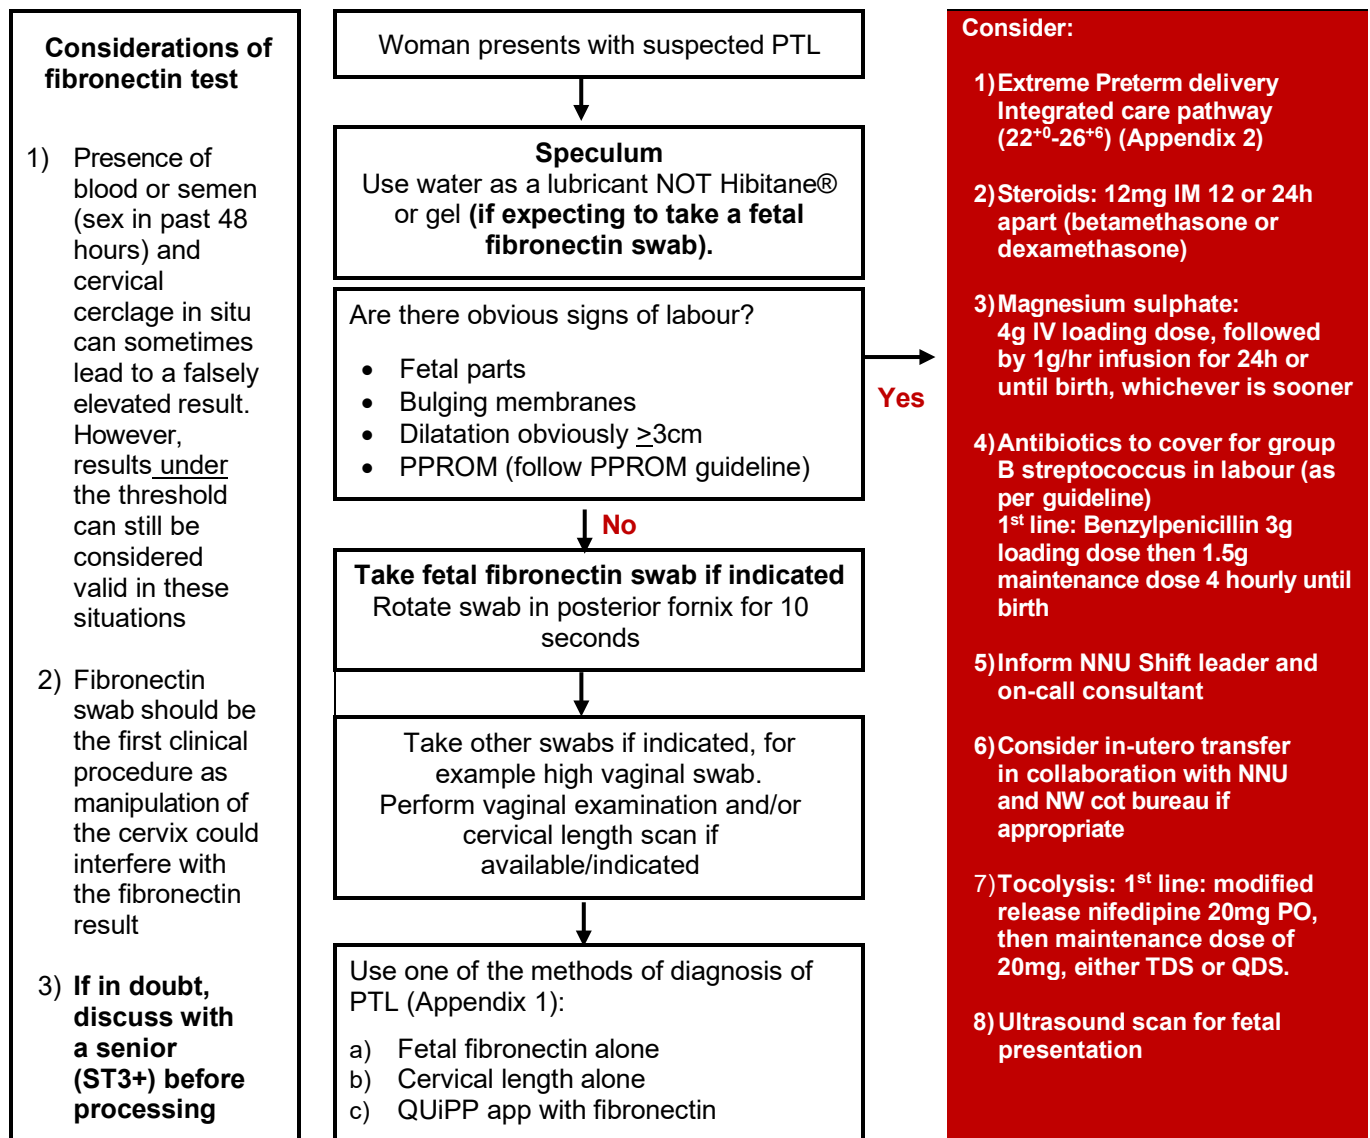 Considerations of
fibronectin test
1) Presence of
blood or semen
(sex in past 48
hours) and
cervical
cerclage in situ
can sometimes
lead to a falsely
elevated result.
However,
results under
the threshold
can still be
considered
valid in these
situations
2) Fibronectin
swab should be
the first clinical
procedure as
manipulation of
the cervix could
interfere with
the fibronectin
result
3) If in doubt,
discuss with
a senior
(ST3+) before
processing
Woman presents with suspected PTL
Speculum
Use water as a lubricant NOT Hibitane®
or gel (if expecting to take a fetal
fibronectin swab).
Are there obvious signs of labour?
• Fetal parts
• Bulging membranes
• Dilatation obviously ≥3cm
• PPROM (follow PPROM guideline)
Yes
No
Take fetal fibronectin swab if indicated
Rotate swab in posterior fornix for 10
seconds
Take other swabs if indicated, for
example high vaginal swab.
Perform vaginal examination and/or
cervical length scan if
available/indicated
Use one of the methods of diagnosis of
PTL (Appendix 1):
a) Fetal fibronectin alone
b) Cervical length alone
c) QUiPP app with fibronectin
Consider:
1) Extreme Preterm delivery
Integrated care pathway
(22+0-26+6) (Appendix 2)
2) Steroids: 12mg IM 12 or 24h
apart (betamethasone or
dexamethasone)
3) Magnesium sulphate:
4g IV loading dose, followed
by 1g/hr infusion for 24h or
until birth, whichever is sooner
4) Antibiotics to cover for group
B streptococcus in labour (as
per guideline)
1st line: Benzylpenicillin 3g
loading dose then 1.5g
maintenance dose 4 hourly until
birth
5) Inform NNU Shift leader and
on-call consultant
6) Consider in-utero transfer
in collaboration with NNU
and NW cot bureau if
appropriate
7) Tocolysis: 1st line: modified
release nifedipine 20mg PO,
then maintenance dose of
20mg, either TDS or QDS.
8) Ultrasound scan for fetal
presentation